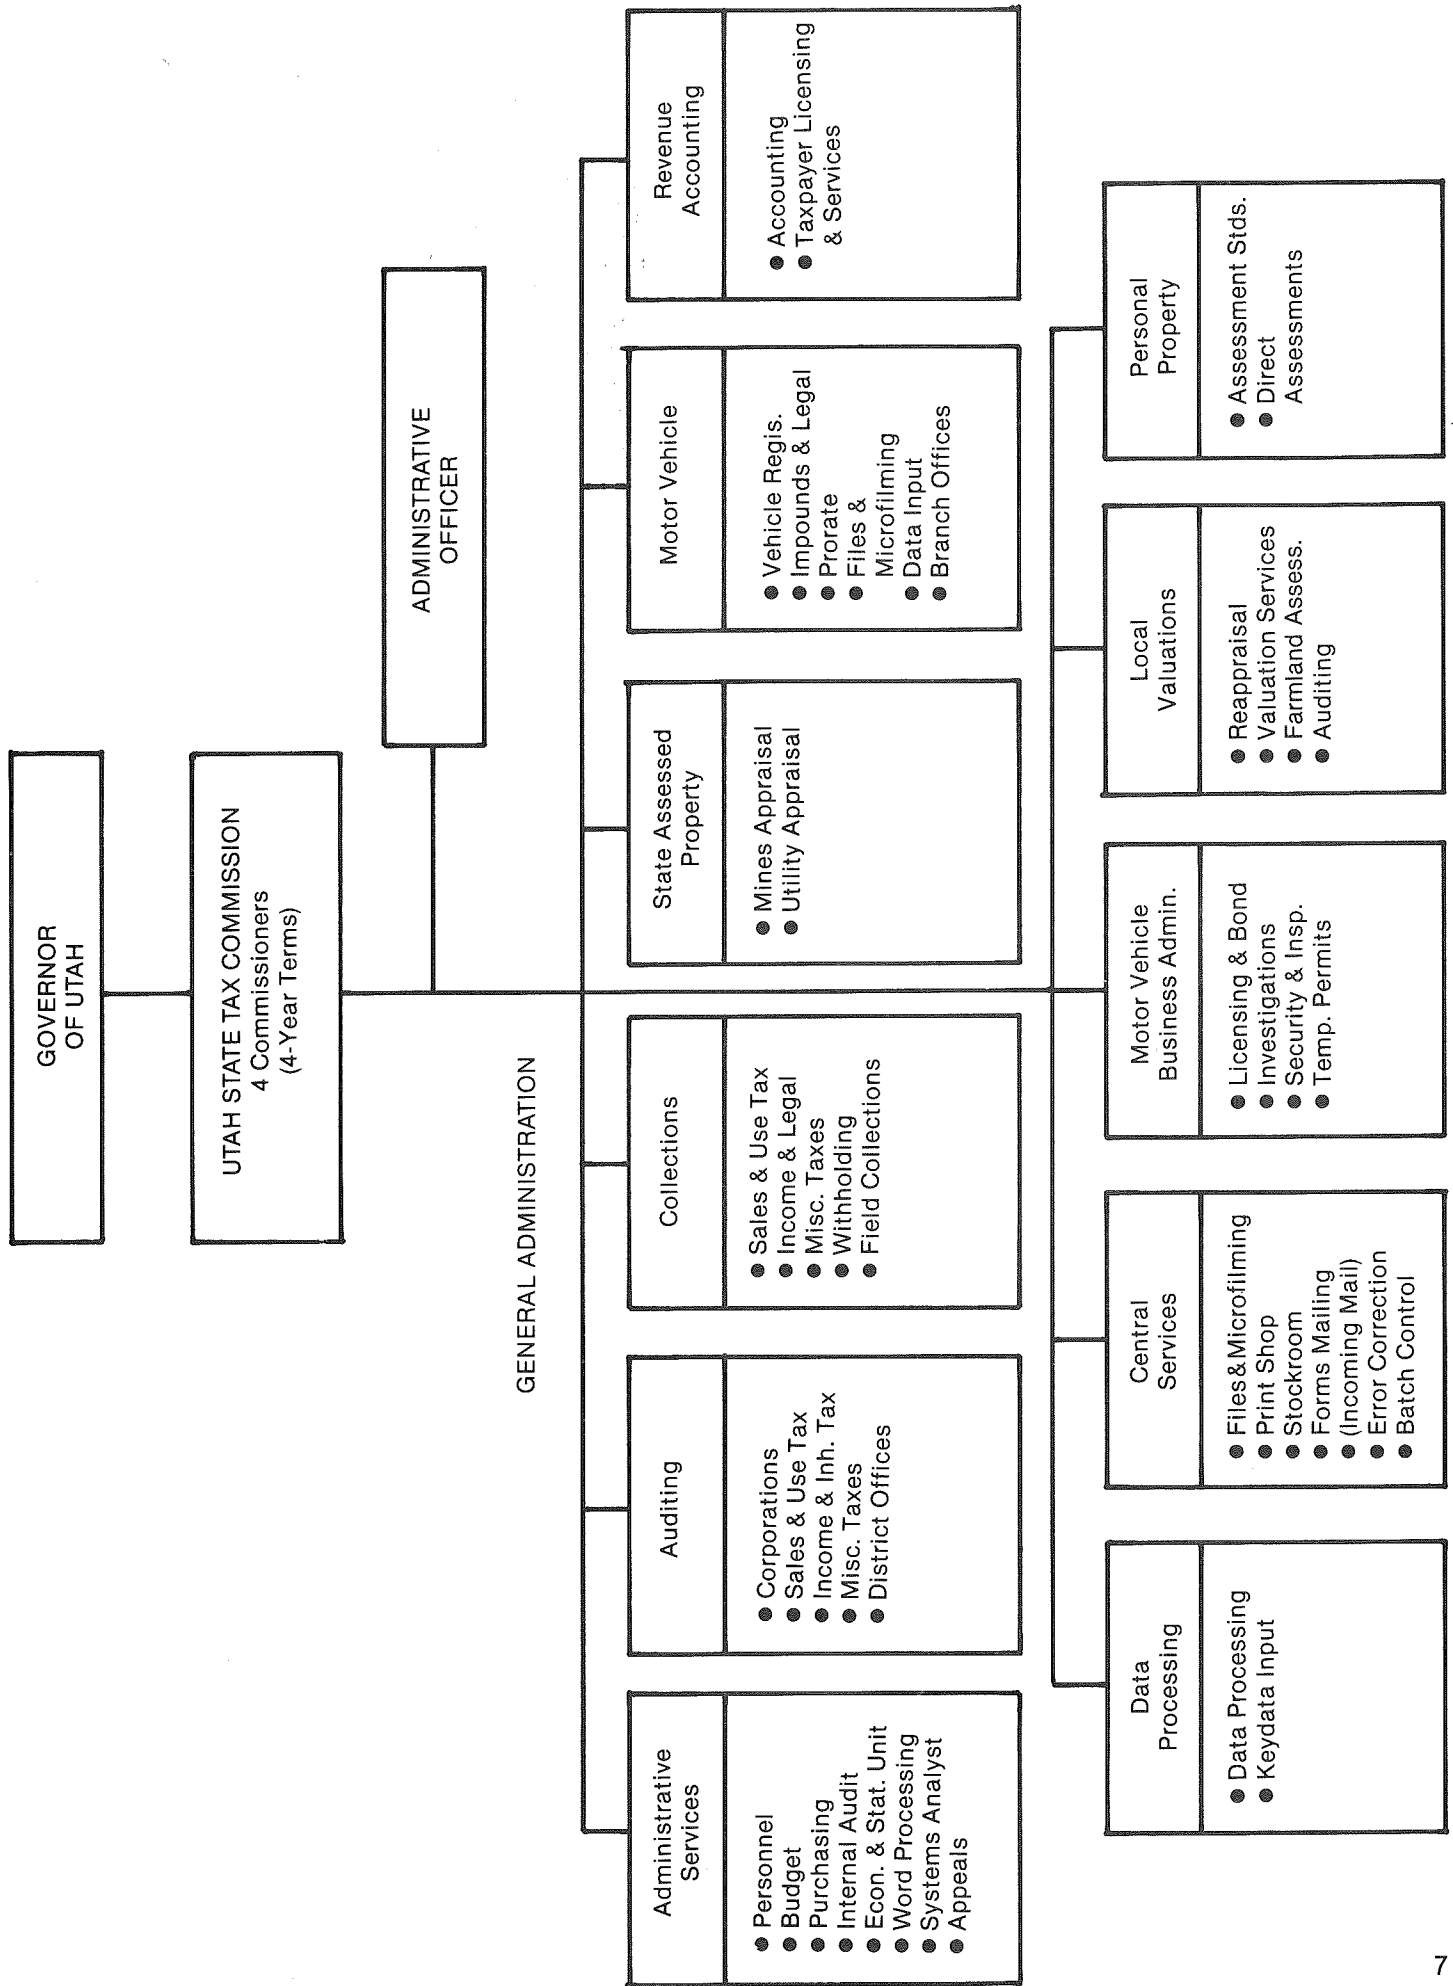 GOVERNOR
OF UTAH
UTAH STATE TAX COMMISSION
4 Commissioners
(4-Year Terms)
ADMINISTRATIVE
OFFICER
GENERAL ADMINISTRATION
Administrative
Services
● Personnel
● Budget
● Purchasing
● Internal Audit
● Econ. & Stat. Unit
● Word Processing
● Systems Analyst
● Appeals
Auditing
● Corporations
● Sales & Use Tax
● Income & Inh. Tax
● Misc. Taxes
● District Offices
Collections
● Sales & Use Tax
● Income & Legal
● Misc. Taxes
● Withholding
● Field Collections
State Assessed
Property
● Mines Appraisal
● Utility Appraisal
Motor Vehicle
● Vehicle Regis.
● Impounds & Legal
● Prorate
● Files &
Microfilming
● Data Input
● Branch Offices
Revenue
Accounting
● Accounting
● Taxpayer Licensing
& Services
Data
Processing
● Data Processing
● Keydata Input
Central
Services
● Files&Microfilming
● Print Shop
● Stockroom
● Forms Mailing
● (Incoming Mail)
● Error Correction
● Batch Control
Motor Vehicle
Business Admin.
● Licensing & Bond
● Investigations
● Security & Insp.
● Temp. Permits
Local
Valuations
● Reappraisal
● Valuation Services
● Farmland Assess.
● Auditing
Personal
Property
● Assessment Stds.
● Direct
Assessments
7